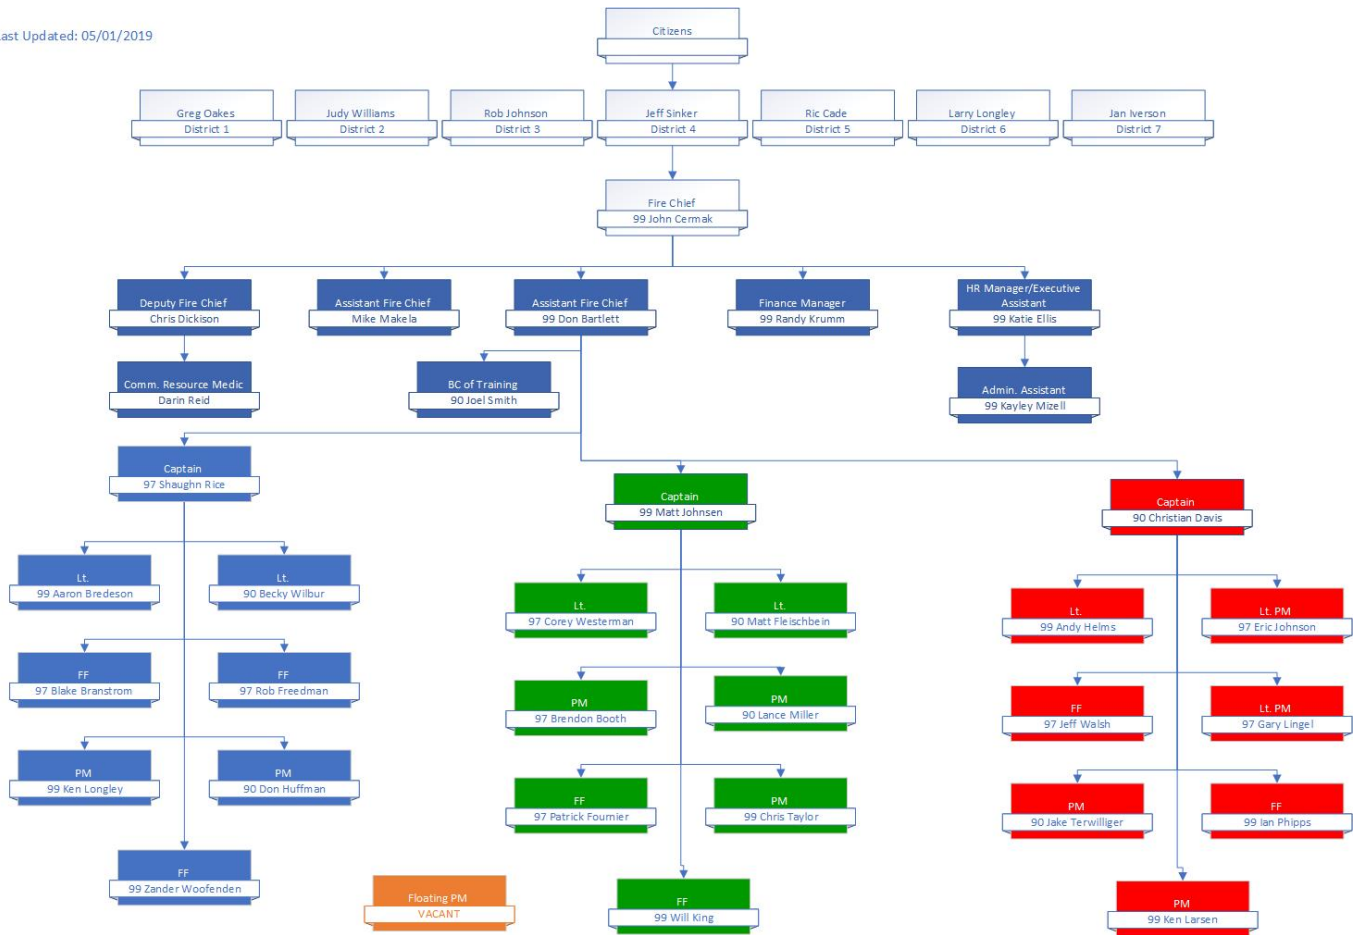 Last Updated: 05/01/2019
Citizens
Greg Oakes
District 1
Judy Williams
District 2
Rob Johnson
District 3
Jeff Sinker
District 4
Ric Cade
District 5
Larry Longley
District 6
Jan Iverson
District 7
Fire Chief
99 John Cermak
Deputy Fire Chief
Chris Dickison
Assistant Fire Chief
Mike Makela
Assistant Fire Chief
99 Don Bartlett
Finance Manager
99 Randy Krumm
HR Manager/Executive
Assistant
99 Katie Ellis
Comm. Resource Medic
Darin Reid
BC of Training
90 Joel Smith
Admin. Assistant
99 Kayley Mizell
Captain
97 Shaughn Rice
Captain
99 Matt Johnsen
Captain
90 Christian Davis
Lt.
99 Aaron Bredeson
Lt.
90 Becky Wilbur
FF
97 Blake Branstrom
FF
97 Rob Freedman
PM
99 Ken Longley
PM
90 Don Huffman
FF
99 Zander Woofenden
Lt.
97 Corey Westerman
Lt.
90 Matt Fleischbein
PM
97 Brendon Booth
PM
90 Lance Miller
FF
97 Patrick Fournier
PM
99 Chris Taylor
FF
99 Will King
Lt.
99 Andy Helms
Lt. PM
97 Eric Johnson
FF
97 Jeff Walsh
Lt. PM
97 Gary Lingel
PM
90 Jake Terwilliger
FF
99 Ian Phipps
PM
99 Ken Larsen
Floating PM
VACANT